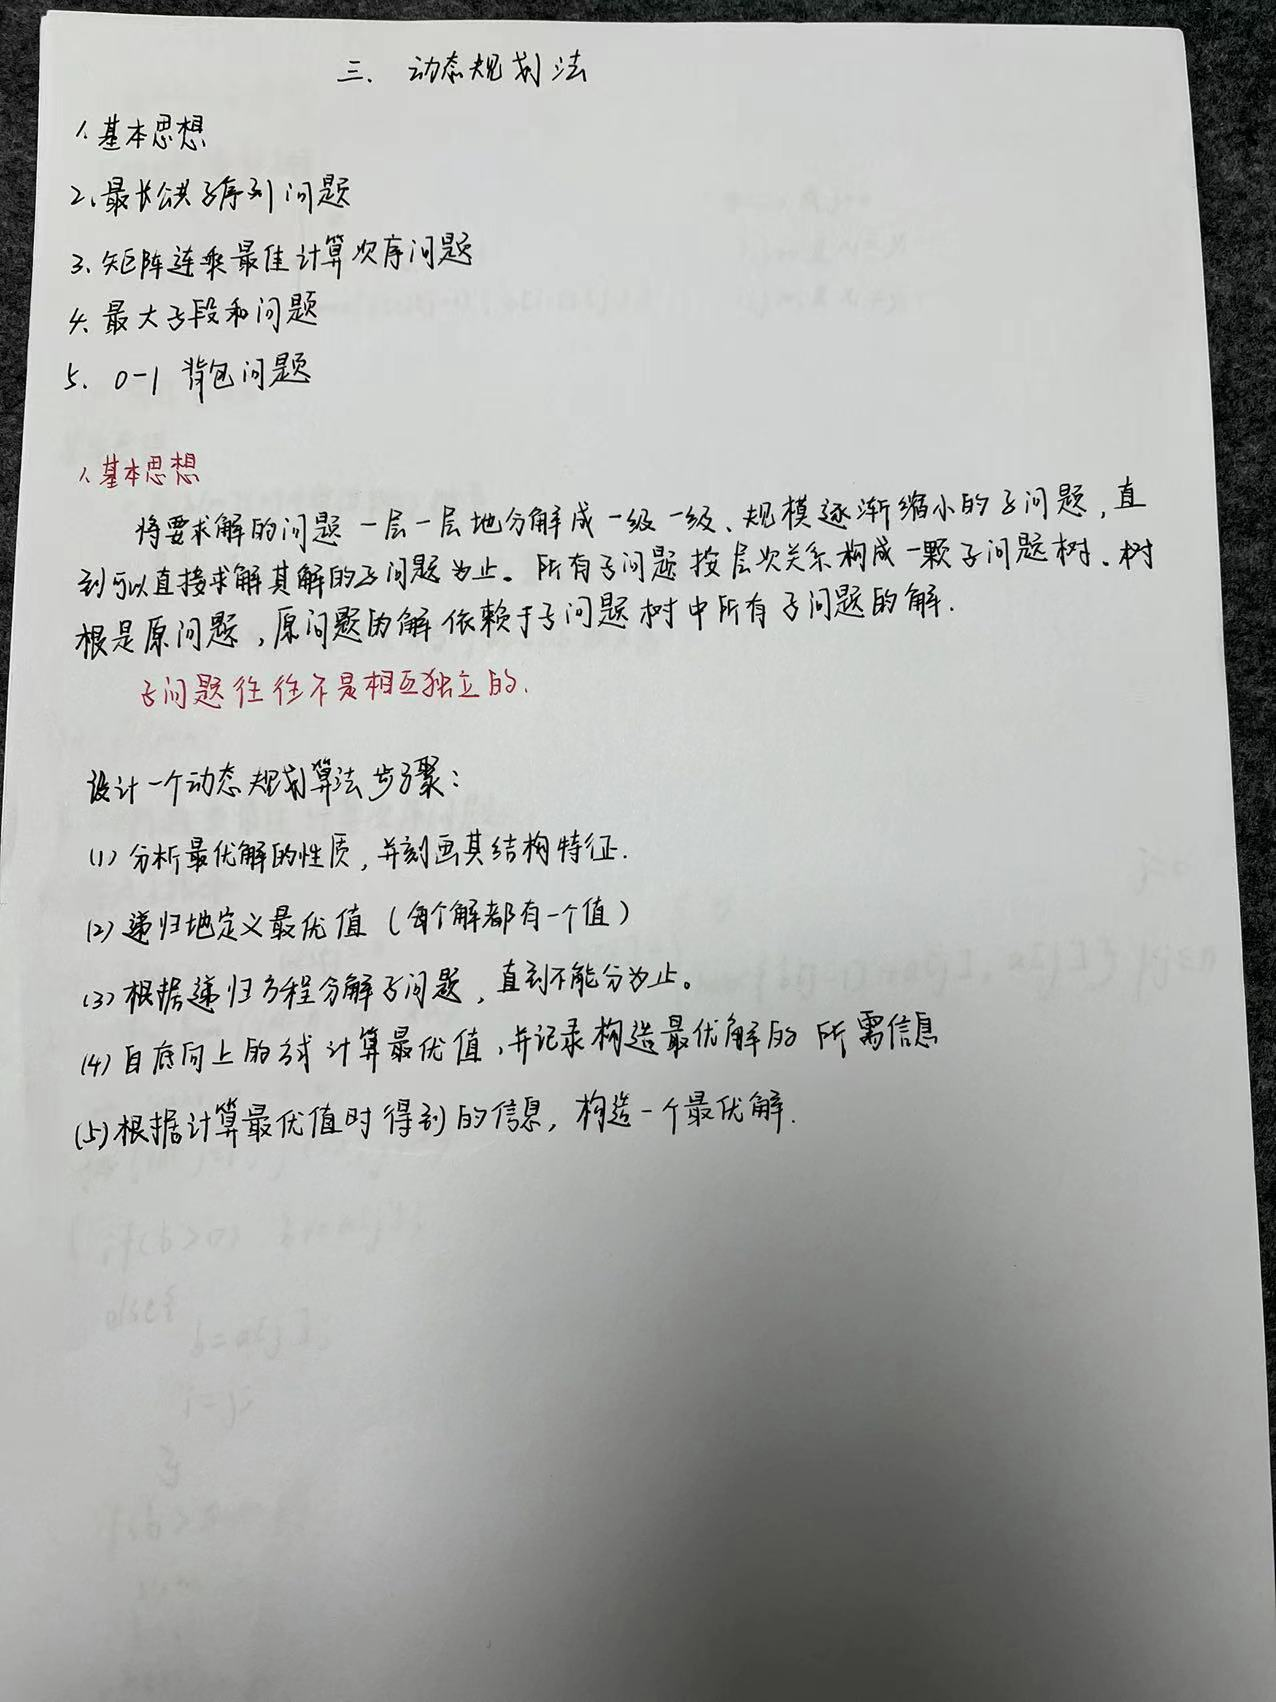 三、动态规划法
1.基本思想
2、最长公共子序列问题
3、矩阵连乘最佳计算次序问题
4、最大子段和问题
5、0-1 背包问题
1.基本思想
将要求解的问题一层一层地分解成一级一级、规模逐渐缩小的子问题,直
到可以直接求解其解的子问题为止。所有子问题按层次关系构成一颗子问题树、树
根是原问题,原问题的解依赖于子问题树中所有子问题的解.
子问题往往不是相互独立的.
设计一个动态规划算法步骤:
(1)分析最优解的性质,并刻画其结构特征.
(2)递归地定义最优值(每个解都有一个值)
(3)根据递归方程分解子问题,直到不能分为止。
(4)自底向上的方式计算最优值,并记录构造最优解的所需信息
(5)根据计算最优值时得到的信息,构造一个最优解.